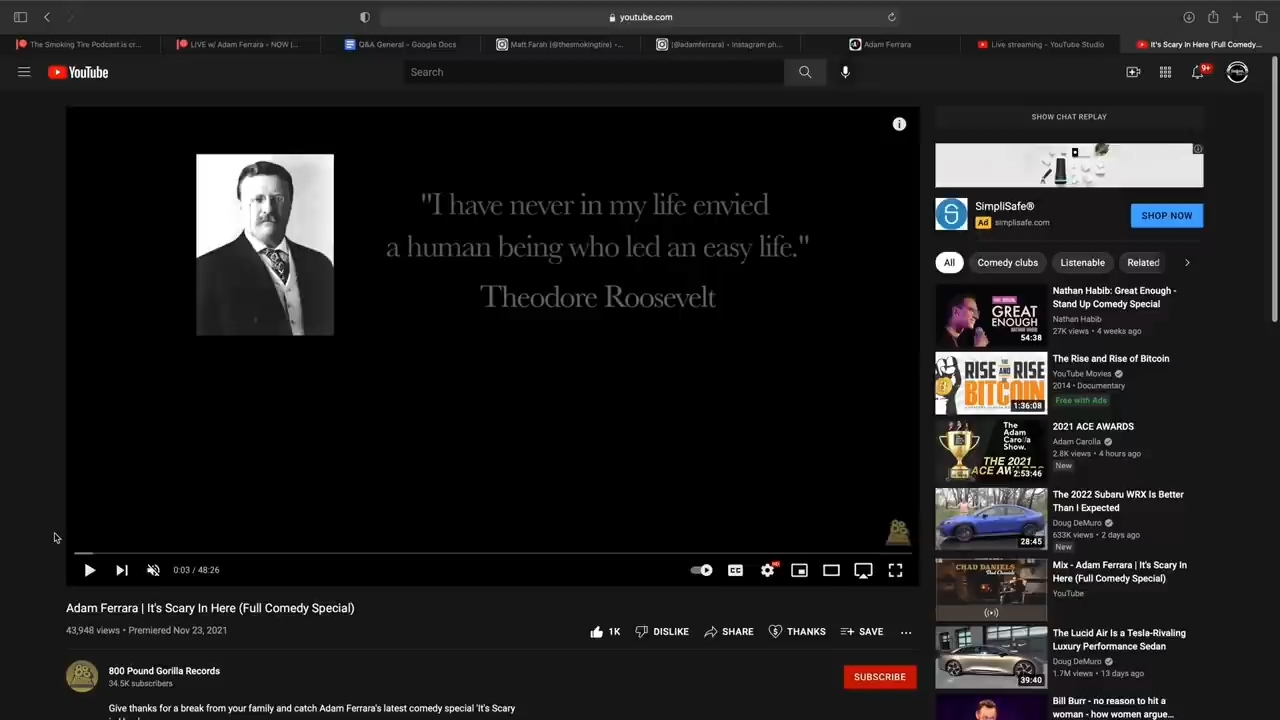 youtube.com
The Smoking Tire Podcast is cr...
LIVE w/ Adam Ferrara - NOW |...
Q&A General - Google Docs
Matt Farah (@thesmokingtire) •...
(@adamferrara) • Instagram ph...
Adam Ferrara
Live streaming - YouTube Studio
It's Scary In Here (Full Comedy...
YouTube
Search
9+
"I have never in my life envied
a human being who led an easy life."
Theodore Roosevelt
0:03 / 48:26
CC
HD
Adam Ferrara | It's Scary In Here (Full Comedy Special)
43,948 views • Premiered Nov 23, 2021
1K
DISLIKE
SHARE
THANKS
SAVE
800 Pound Gorilla Records
34.5K subscribers
SUBSCRIBE
Give thanks for a break from your family and catch Adam Ferrara's latest comedy special 'It's Scary
SHOW CHAT REPLAY
SimpliSafe®
Ad simplisafe.com
SHOP NOW
All
Comedy clubs
Listenable
Related
GREAT
ENOUGH
54:38
Nathan Habib: Great Enough -
Stand Up Comedy Special
Nathan Habib
27K views • 4 weeks ago
RISE AND RISE
BITCOIN
1:36:08
The Rise and Rise of Bitcoin
YouTube Movies
2014 • Documentary
Free with Ads
The
Adam
Carolla
Show.
THE 2021
ACE AW
2:53:46
2021 ACE AWARDS
Adam Carolla
2.8K views • 4 hours ago
New
28:45
The 2022 Subaru WRX Is Better
Than I Expected
Doug DeMuro
633K views • 2 days ago
New
CHAD DANIELS
Mix - Adam Ferrara | It's Scary In
Here (Full Comedy Special)
YouTube
39:40
The Lucid Air Is a Tesla-Rivaling
Luxury Performance Sedan
Doug DeMuro
1.7M views • 13 days ago
Bill Burr - no reason to hit a
woman - how women argue...